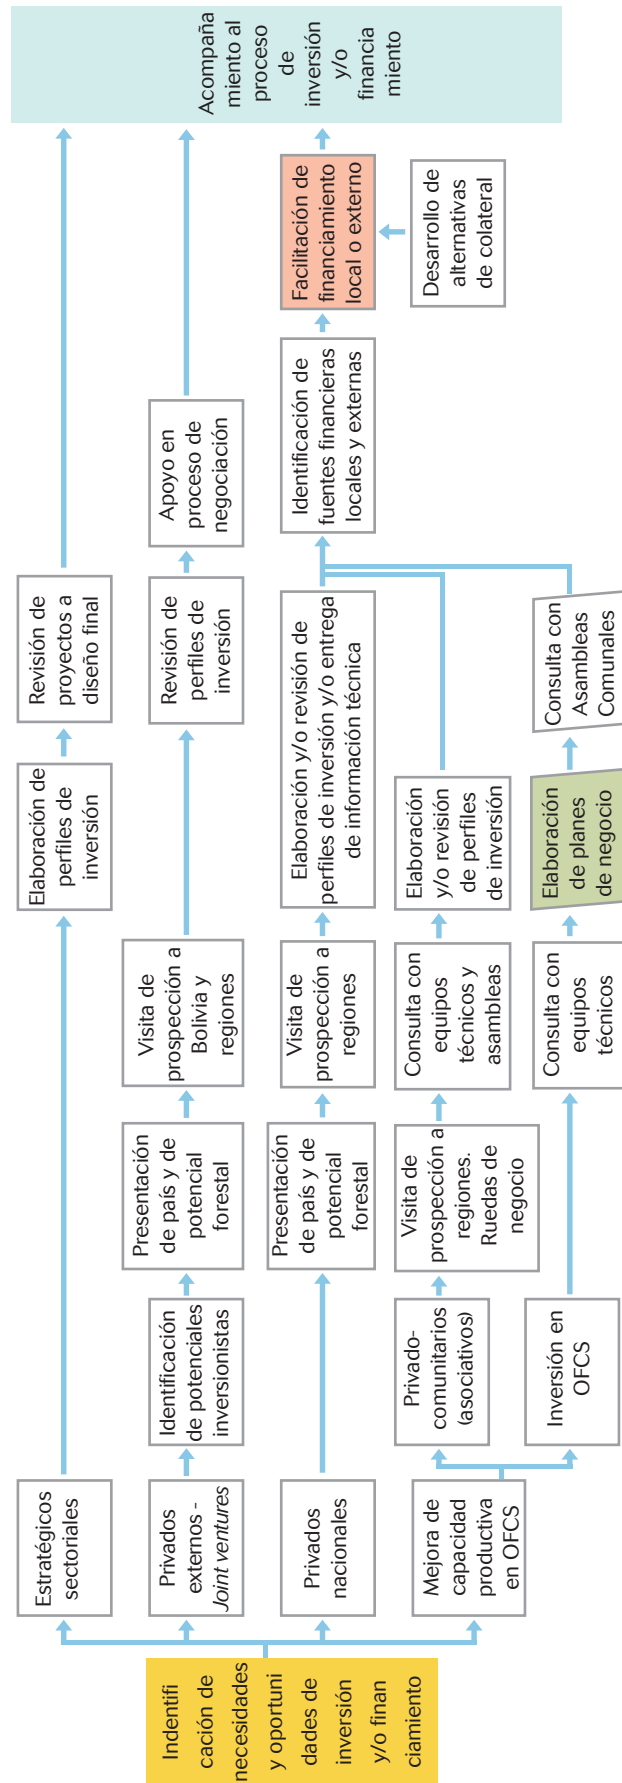 Indentifi
cación de
necesidades
y oportuni
dades de
inversión
y/o finan
ciamiento
Estratégicos
sectoriales
Elaboración de
perfiles de
inversión
Revisión de
proyectos a
diseño final
Privados
externos -
Joint ventures
Identificación
de potenciales
inversionistas
Presentación
de país y de
potencial
forestal
Visita de
prospección a
Bolivia y
regiones
Revisión de
perfiles de
inversión
Apoyo en
proceso de
negociación
Privados
nacionales
Presentación
de país y de
potencial
forestal
Visita de
prospección a
regiones
Elaboración y/o revisión de
perfiles de inversión y/o entrega
de información técnica
Identificación de
fuentes financieras
locales y externas
Facilitación de
financiamiento
local o externo
Desarrollo de
alternativas
de colateral
Mejora de
capacidad
productiva
en OFCS
Privado-
comunitarios
(asociativos)
Visita de
prospección a
regiones.
Ruedas de
negocio
Consulta con
equipos
técnicos y
asambleas
Elaboración
y/o revisión
de perfiles
de inversión
Inversión en
OFCS
Consulta con
equipos
técnicos
Elaboración
de planes
de negocio
Consulta con
Asambleas
Comunales
Acompaña
miento al
proceso
de
inversión
y/o
financia
miento